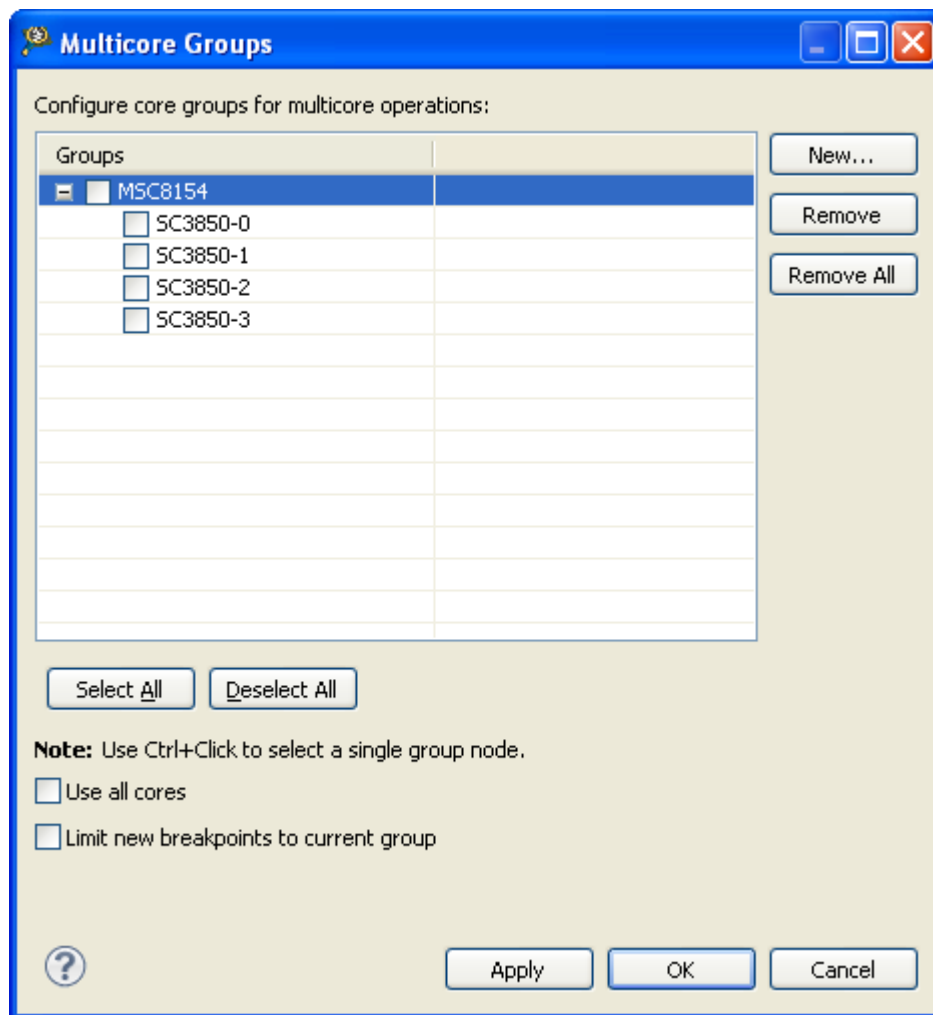 Multicore Groups
Configure core groups for multicore operations:
Groups
New...
MSC8154
Remove
SC3850-0
SC3850-1
Remove All
SC3850-2
SC3850-3
Select All Deselect All
Note: Use Ctrl+Click to select a single group node.
Use all cores
Limit new breakpoints to current group
? Apply OK Cancel